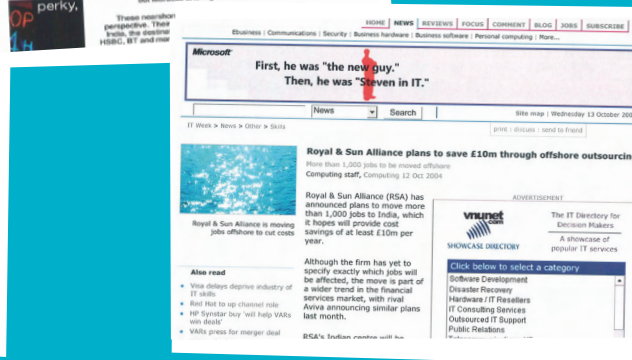 perky,
OP
These nearshor
perspective. Their
India, the destinat
HSBC, BT and mor
HOME | NEWS | REVIEWS | FOCUS | COMMENT | BLOG | JOBS | SUBSCRIBE
Ebusiness | Communications | Security | Business hardware | Business software | Personal computing | More...
Microsoft
First, he was "the new guy."
Then, he was "Steven in IT."
News
Search
Site map | Wednesday 13 October 200
IT Week > News > Other > Skills
print | discuss | send to friend
Royal & Sun Alliance plans to save £10m through offshore outsourcin
More than 1,000 jobs to be moved offshore
Computing staff, Computing 12 Oct 2004
Royal & Sun Alliance (RSA) has
announced plans to move more
than 1,000 jobs to India, which
it hopes will provide cost
savings of at least £10m per
year.
Although the firm has yet to
specify exactly which jobs will
be affected, the move is part of
a wider trend in the financial
services market, with rival
Aviva announcing similar plans
last month.
RSA's Indian centre will be
Royal & Sun Alliance is moving
jobs offshore to cut costs
Also read
Visa delays deprive industry of
IT skills
Red Hat to up channel role
HP Synstar buy 'will help VARs
win deals'
VARs press for merger deal
ADVERTISEMENT
vnunet
.com
SHOWCASE DIRECTORY
The IT Directory for
Decision Makers
A showcase of
popular IT services
Click below to select a category
Software Development
Disaster Recovery
Hardware / IT Resellers
IT Consulting Services
Outsourced IT Support
Public Relations